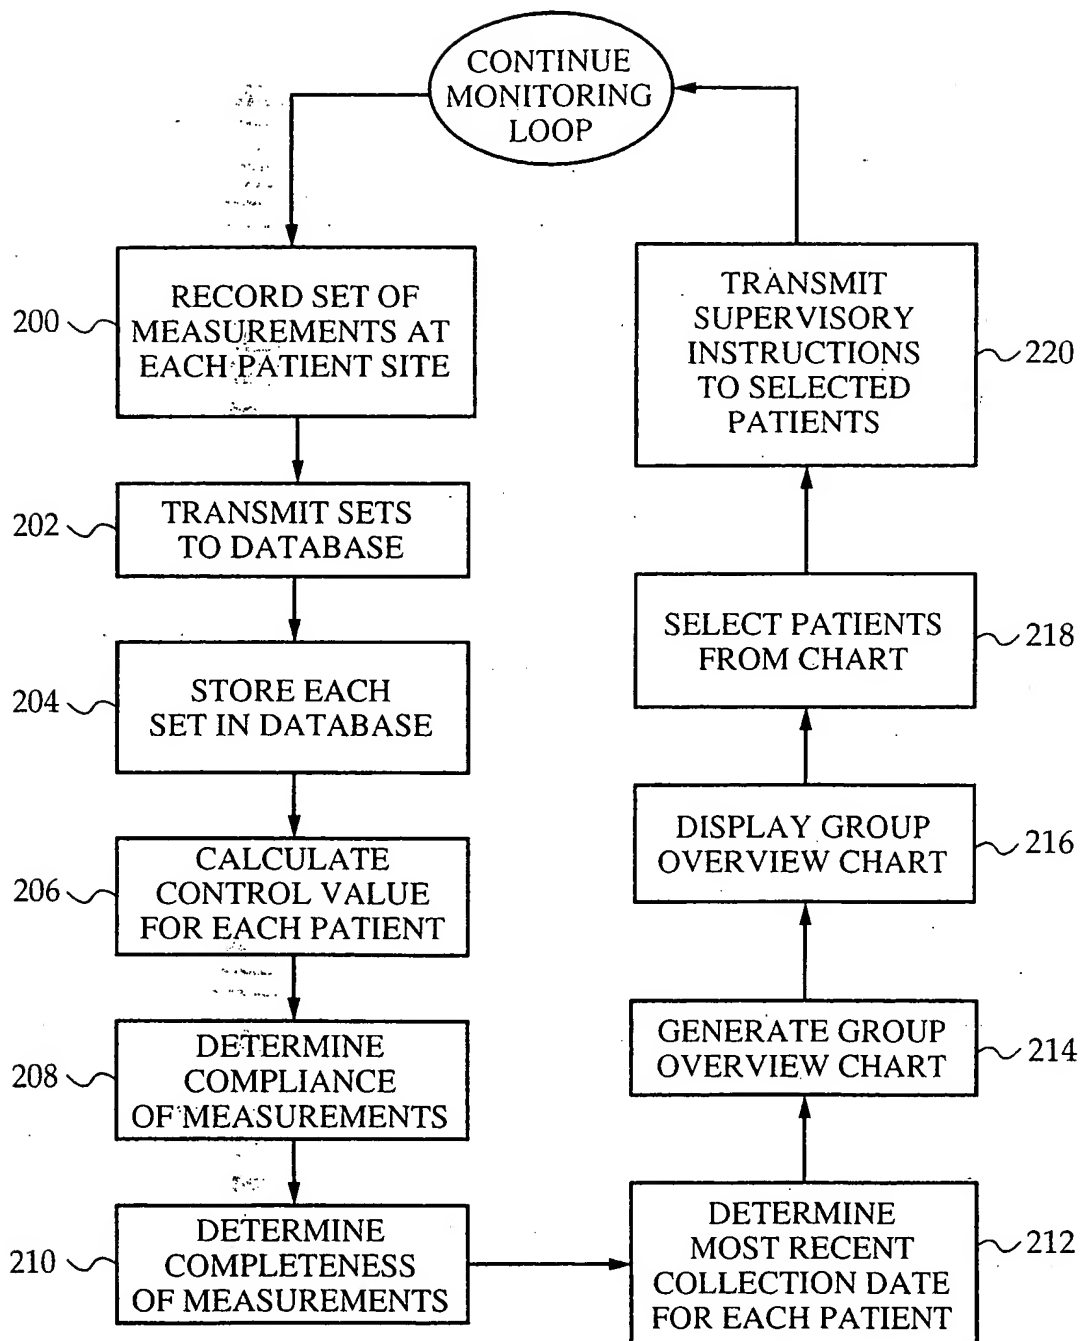 CONTINUE
MONITORING
LOOP
200
RECORD SET OF
MEASUREMENTS AT
EACH PATIENT SITE
202
TRANSMIT SETS
TO DATABASE
204
STORE EACH
SET IN DATABASE
206
CALCULATE
CONTROL VALUE
FOR EACH PATIENT
208
DETERMINE
COMPLIANCE
OF MEASUREMENTS
210
DETERMINE
COMPLETENESS
OF MEASUREMENTS
DETERMINE
MOST RECENT
COLLECTION DATE
FOR EACH PATIENT
212
GENERATE GROUP
OVERVIEW CHART
214
DISPLAY GROUP
OVERVIEW CHART
216
SELECT PATIENTS
FROM CHART
218
TRANSMIT
SUPERVISORY
INSTRUCTIONS
TO SELECTED
PATIENTS
220